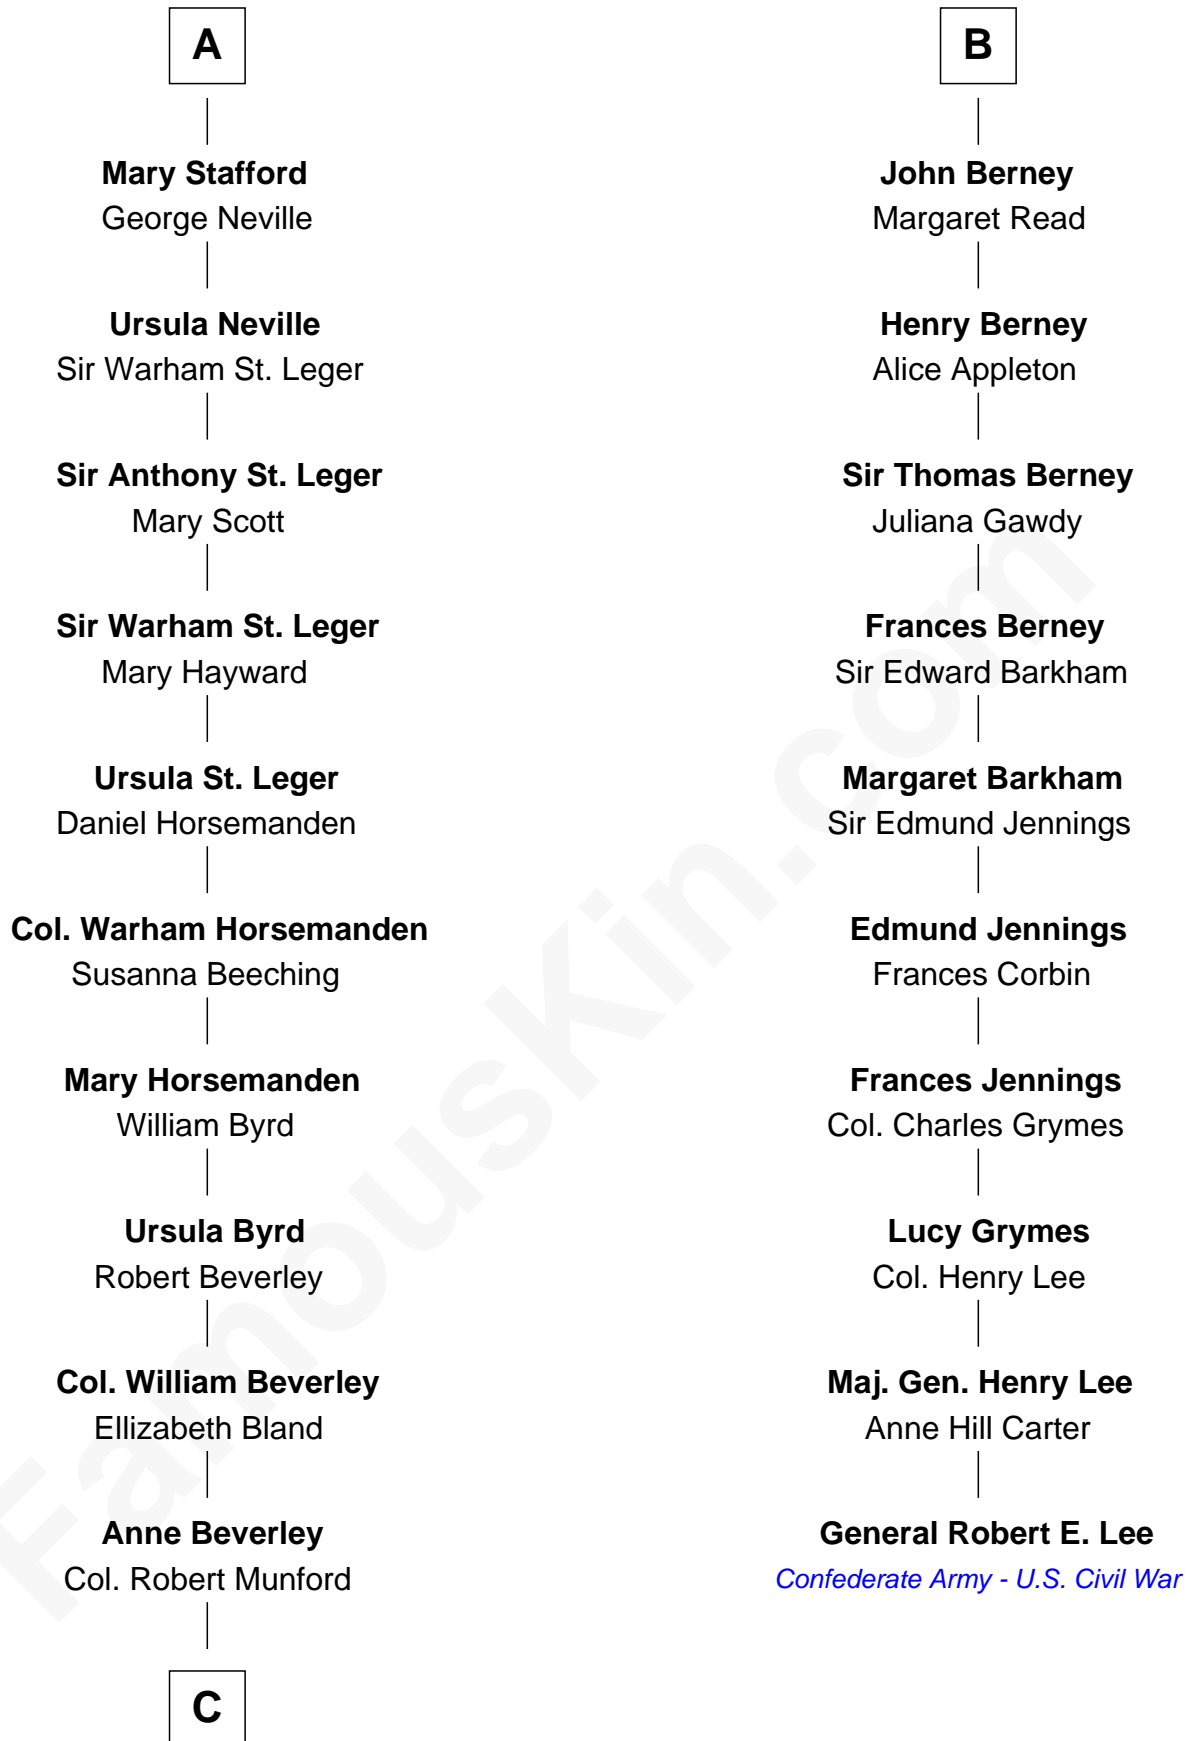 A
Mary Stafford
George Neville
Ursula Neville
Sir Warham St. Leger
Sir Anthony St. Leger
Mary Scott
Sir Warham St. Leger
Mary Hayward
Ursula St. Leger
Daniel Horsemanden
Col. Warham Horsemanden
Susanna Beeching
Mary Horsemanden
William Byrd
Ursula Byrd
Robert Beverley
Col. William Beverley
Ellizabeth Bland
Anne Beverley
Col. Robert Munford
C
B
John Berney
Margaret Read
Henry Berney
Alice Appleton
Sir Thomas Berney
Juliana Gawdy
Frances Berney
Sir Edward Barkham
Margaret Barkham
Sir Edmund Jennings
Edmund Jennings
Frances Corbin
Frances Jennings
Col. Charles Grymes
Lucy Grymes
Col. Henry Lee
Maj. Gen. Henry Lee
Anne Hill Carter
General Robert E. Lee
Confederate Army - U.S. Civil War
FamousKin.com